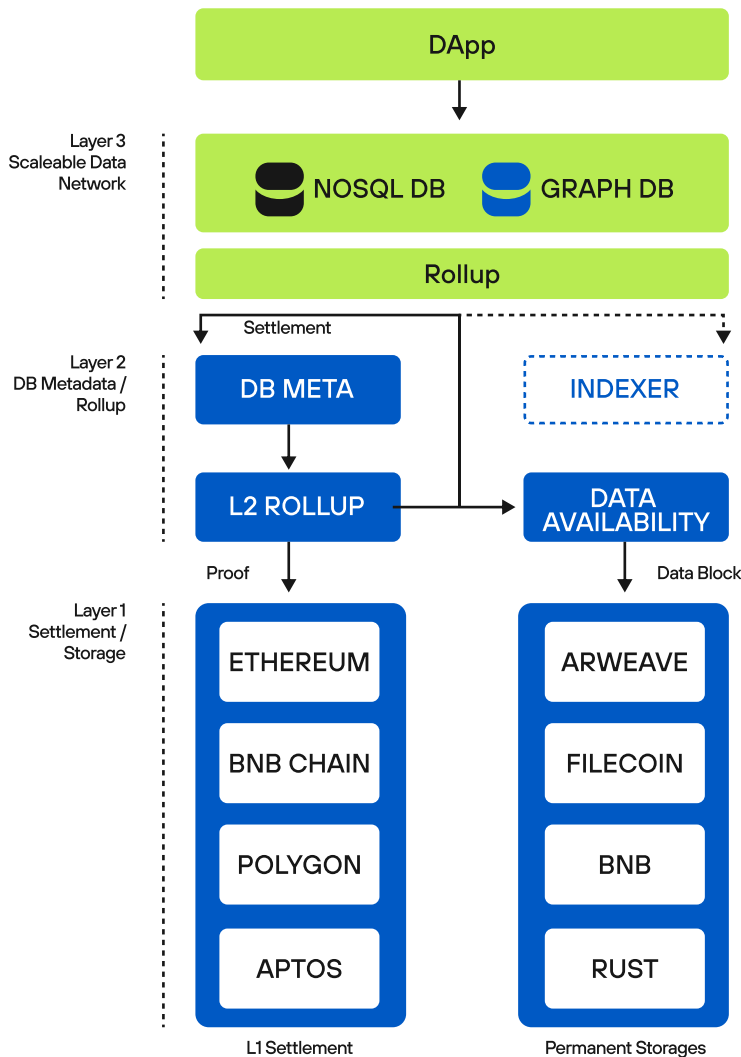 DApp
Layer 3
Scaleable Data
Network
NOSQL DB
GRAPH DB
Rollup
Settlement
Layer 2
DB Metadata /
Rollup
DB META
INDEXER
L2 ROLLUP
DATA
AVAILABILITY
Proof
Data Block
Layer 1
Settlement /
Storage
ETHEREUM
BNB CHAIN
POLYGON
APTOS
L1 Settlement
ARWEAVE
FILECOIN
BNB
RUST
Permanent Storages